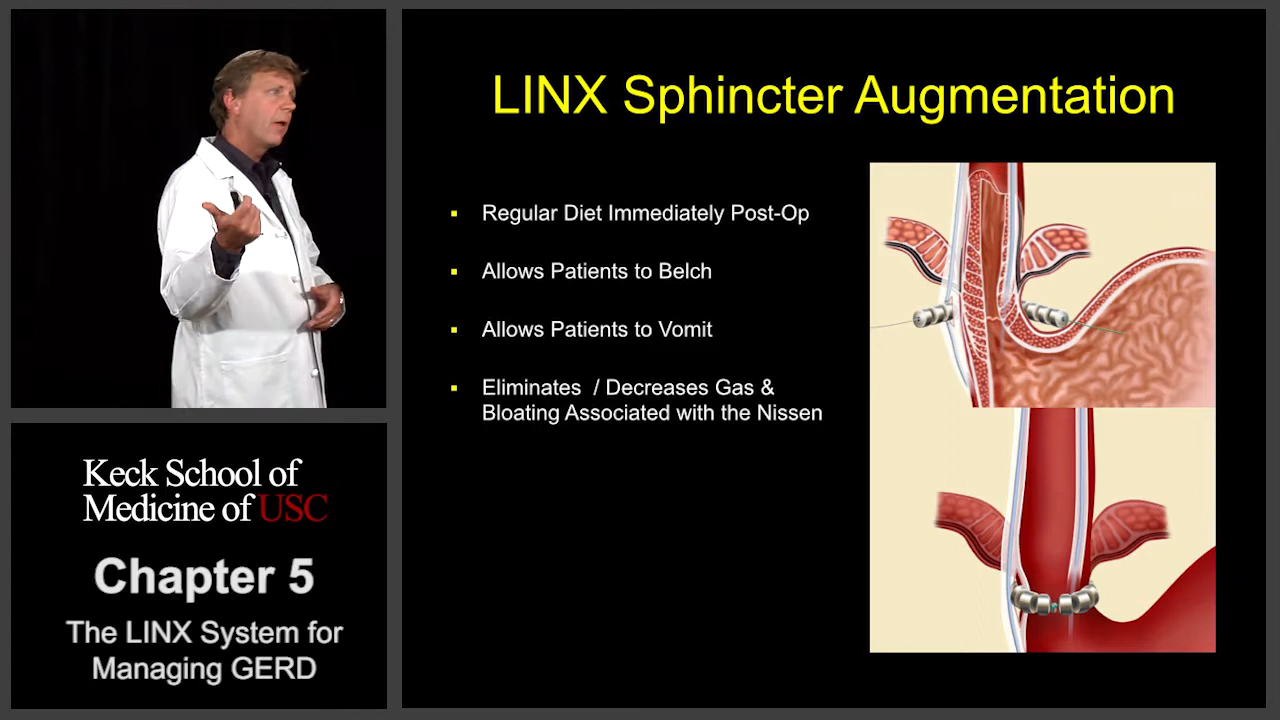 LINX Sphincter Augmentation
▪ Regular Diet Immediately Post-Op
▪ Allows Patients to Belch
▪ Allows Patients to Vomit
▪ Eliminates / Decreases Gas &
Bloating Associated with the Nissen
Keck School of
Medicine of USC
Chapter 5
The LINX System for
Managing GERD